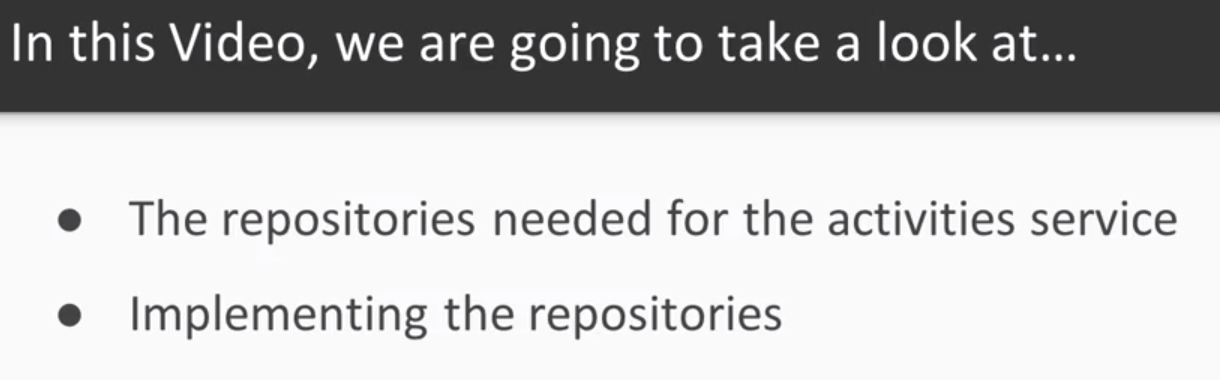 In this Video, we are going to take a look at...
● The repositories needed for the activities service
● Implementing the repositories